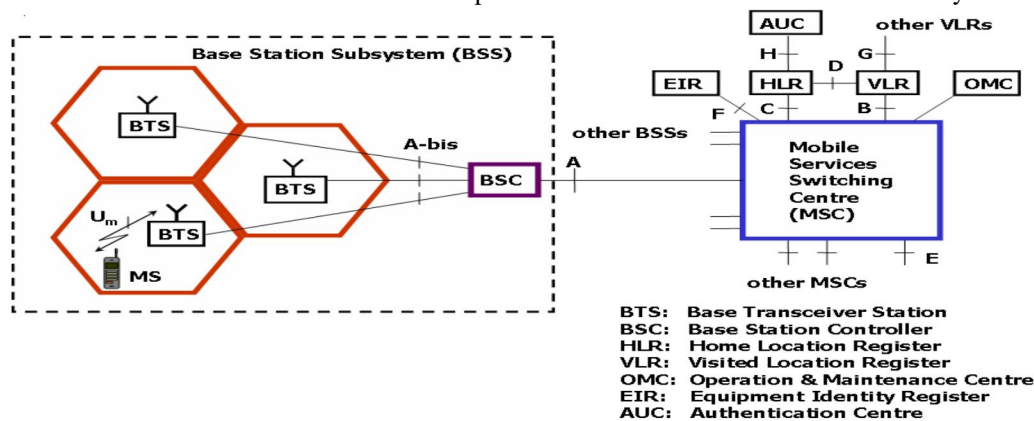 AUC
other VLRs
H
G
D
Base Station Subsystem (BSS)
EIR
HLR
VLR
OMC
F
C
B
BTS
other BSSs
A-bis
A
Mobile
Services
Switching
Centre
(MSC)
BSC
BTS
Um
BTS
MS
E
other MSCs
BTS: Base Transceiver Station
BSC: Base Station Controller
HLR: Home Location Register
VLR: Visited Location Register
OMC: Operation & Maintenance Centre
EIR: Equipment Identity Register
AUC: Authentication Centre